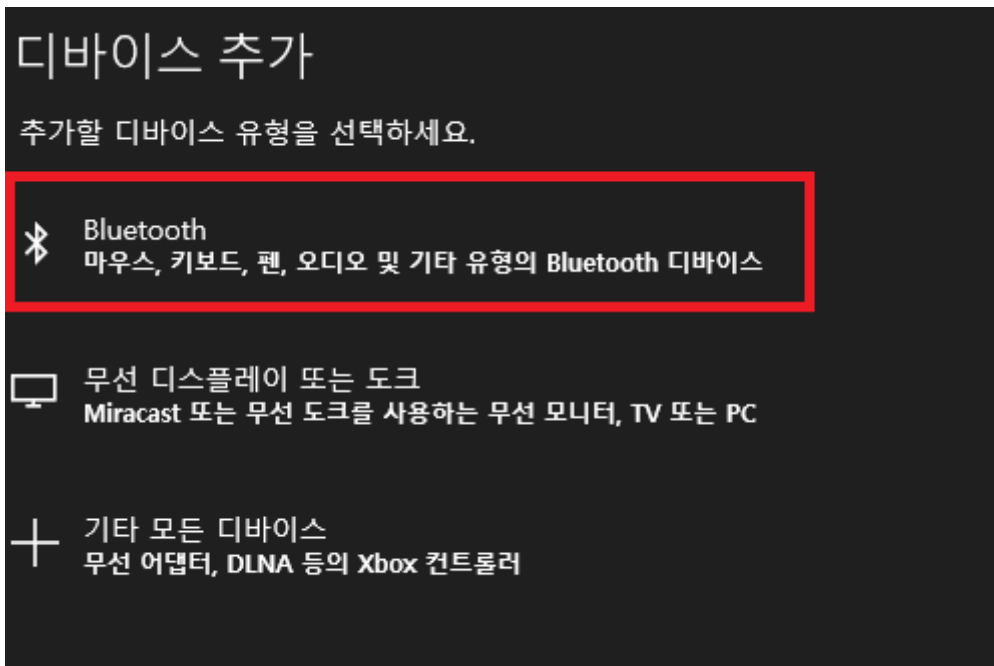 디바이스 추가
추가할 디바이스 유형을 선택하세요.
Bluetooth
마우스, 키보드, 펜, 오디오 및 기타 유형의 Bluetooth 디바이스
무선 디스플레이 또는 도크
Miracast 또는 무선 도크를 사용하는 무선 모니터, TV 또는 PC
기타 모든 디바이스
무선 어댑터, DLNA 등의 Xbox 컨트롤러